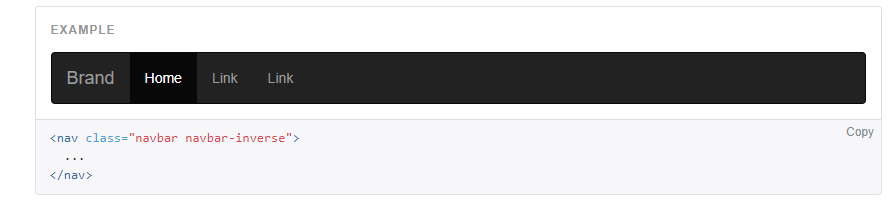 EXAMPLE
Brand Home Link Link
Copy
<nav class="navbar navbar-inverse">
  ...
</nav>